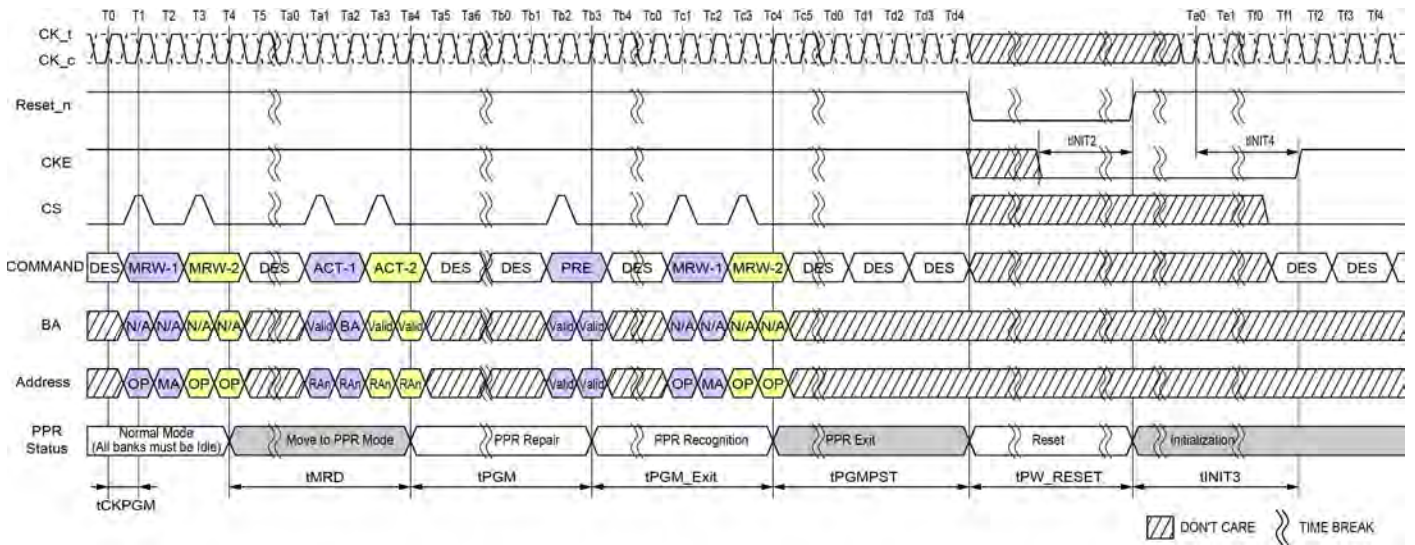 T0 T1 T2 T3 T4 T5 Ta0 Ta1 Ta2 Ta3 Ta4 Ta5 Ta6 Tb0 Tb1 Tb2 Tb3 Tb4 Tc0 Tc1 Tc2 Tc3 Tc4 Tc5 Td0 Td1 Td2 Td3 Td4 Te0 Te1 Tf0 Tf1 Tf2 Tf3 Tf4
CK_t
CK_c
Reset_n
CKE tINIT2 tINIT4
CS
COMMAND DES MRW-1 MRW-2 DES ACT-1 ACT-2 DES DES PRE DES MRW-1 MRW-2 DES DES DES DES DES
BA N/A N/A N/A N/A Valid BA Valid Valid Valid Valid N/A N/A N/A N/A
Address OP MA OP OP RAn RAn RAn RAn Valid Valid OP MA OP OP
PPR Status Normal Mode (All banks must be Idle) Move to PPR Mode PPR Repair PPR Recognition PPR Exit Reset Initialization
tMRD tPGM tPGM_Exit tPGMPST tPW_RESET tINIT3
tCKPGM
DON'T CARE TIME BREAK